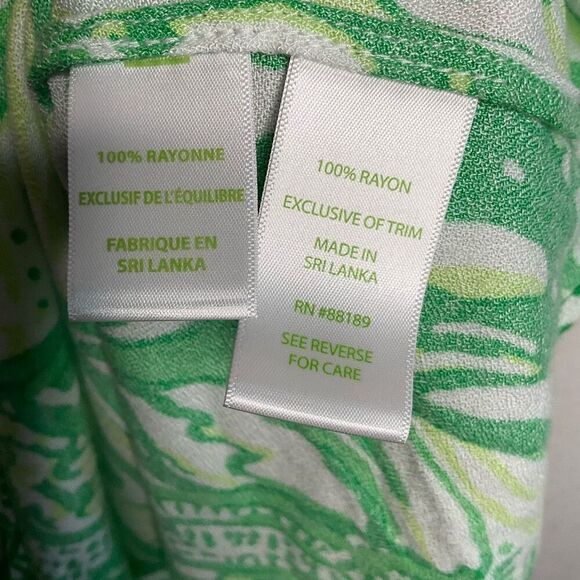 100% RAYONNE
EXCLUSIF DE L'ÉQUILIBRE
FABRIQUE EN
SRI LANKA
100% RAYON
EXCLUSIVE OF TRIM
MADE IN
SRI LANKA
RN #88189
SEE REVERSE
FOR CARE